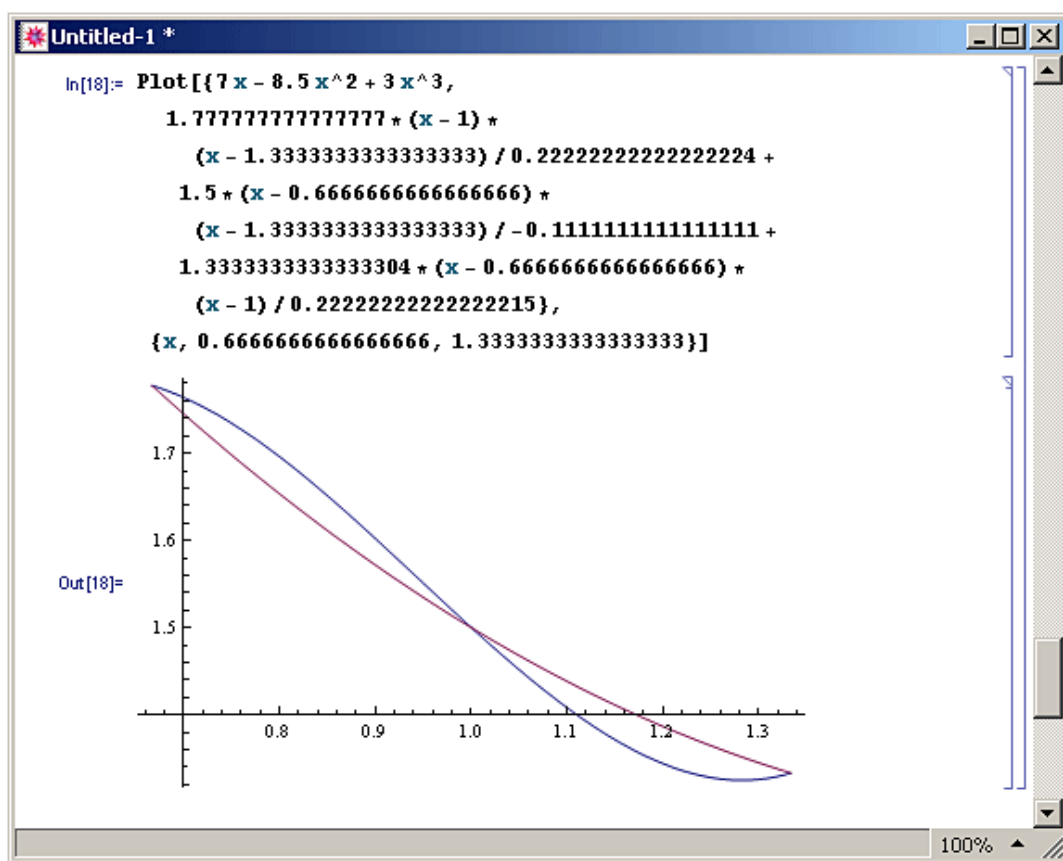 Untitled-1 *
In[18]:= Plot[{7 x - 8.5 x^2 + 3 x^3,
1.777777777777777 * (x - 1) *
(x - 1.3333333333333333) / 0.22222222222222224 +
1.5 * (x - 0.6666666666666666) *
(x - 1.3333333333333333) / -0.1111111111111111 +
1.3333333333333304 * (x - 0.6666666666666666) *
(x - 1) / 0.22222222222222215},
{x, 0.6666666666666666, 1.3333333333333333}]
1.7
1.6
Out[18]=
1.5
0.8 0.9 1.0 1.1 1.2 1.3
100%